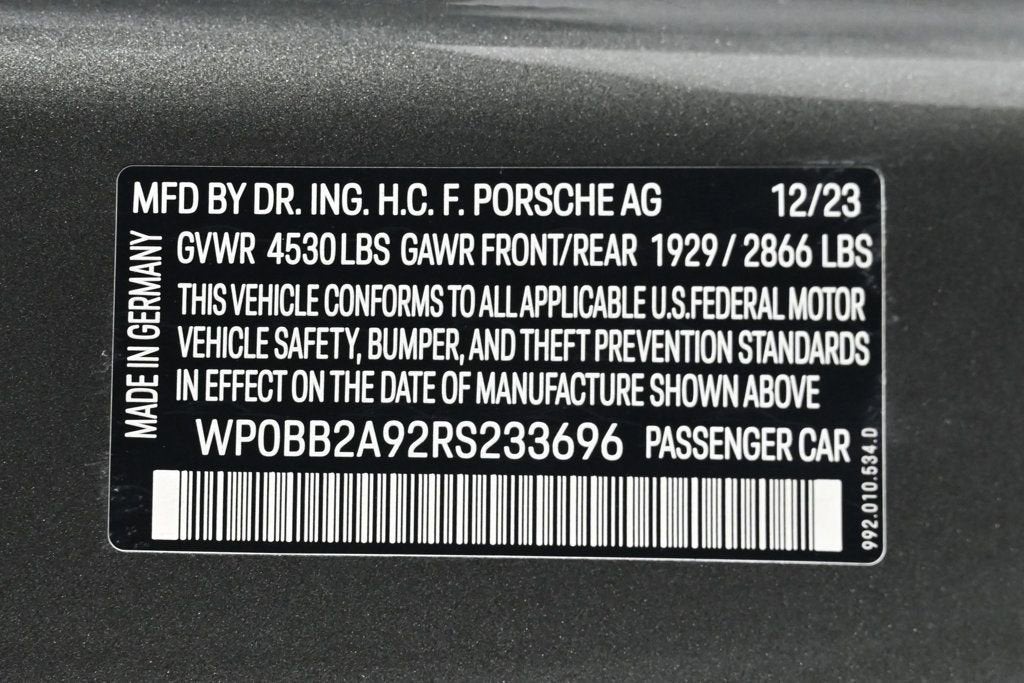 MFD BY DR. ING. H.C. F. PORSCHE AG 12/23
GVWR 4530 LBS GAWR FRONT/REAR 1929 / 2866 LBS
THIS VEHICLE CONFORMS TO ALL APPLICABLE U.S.FEDERAL MOTOR
VEHICLE SAFETY, BUMPER, AND THEFT PREVENTION STANDARDS
IN EFFECT ON THE DATE OF MANUFACTURE SHOWN ABOVE
MADE IN GERMANY
WP0BB2A92RS233696 PASSENGER CAR
992.010.534.0